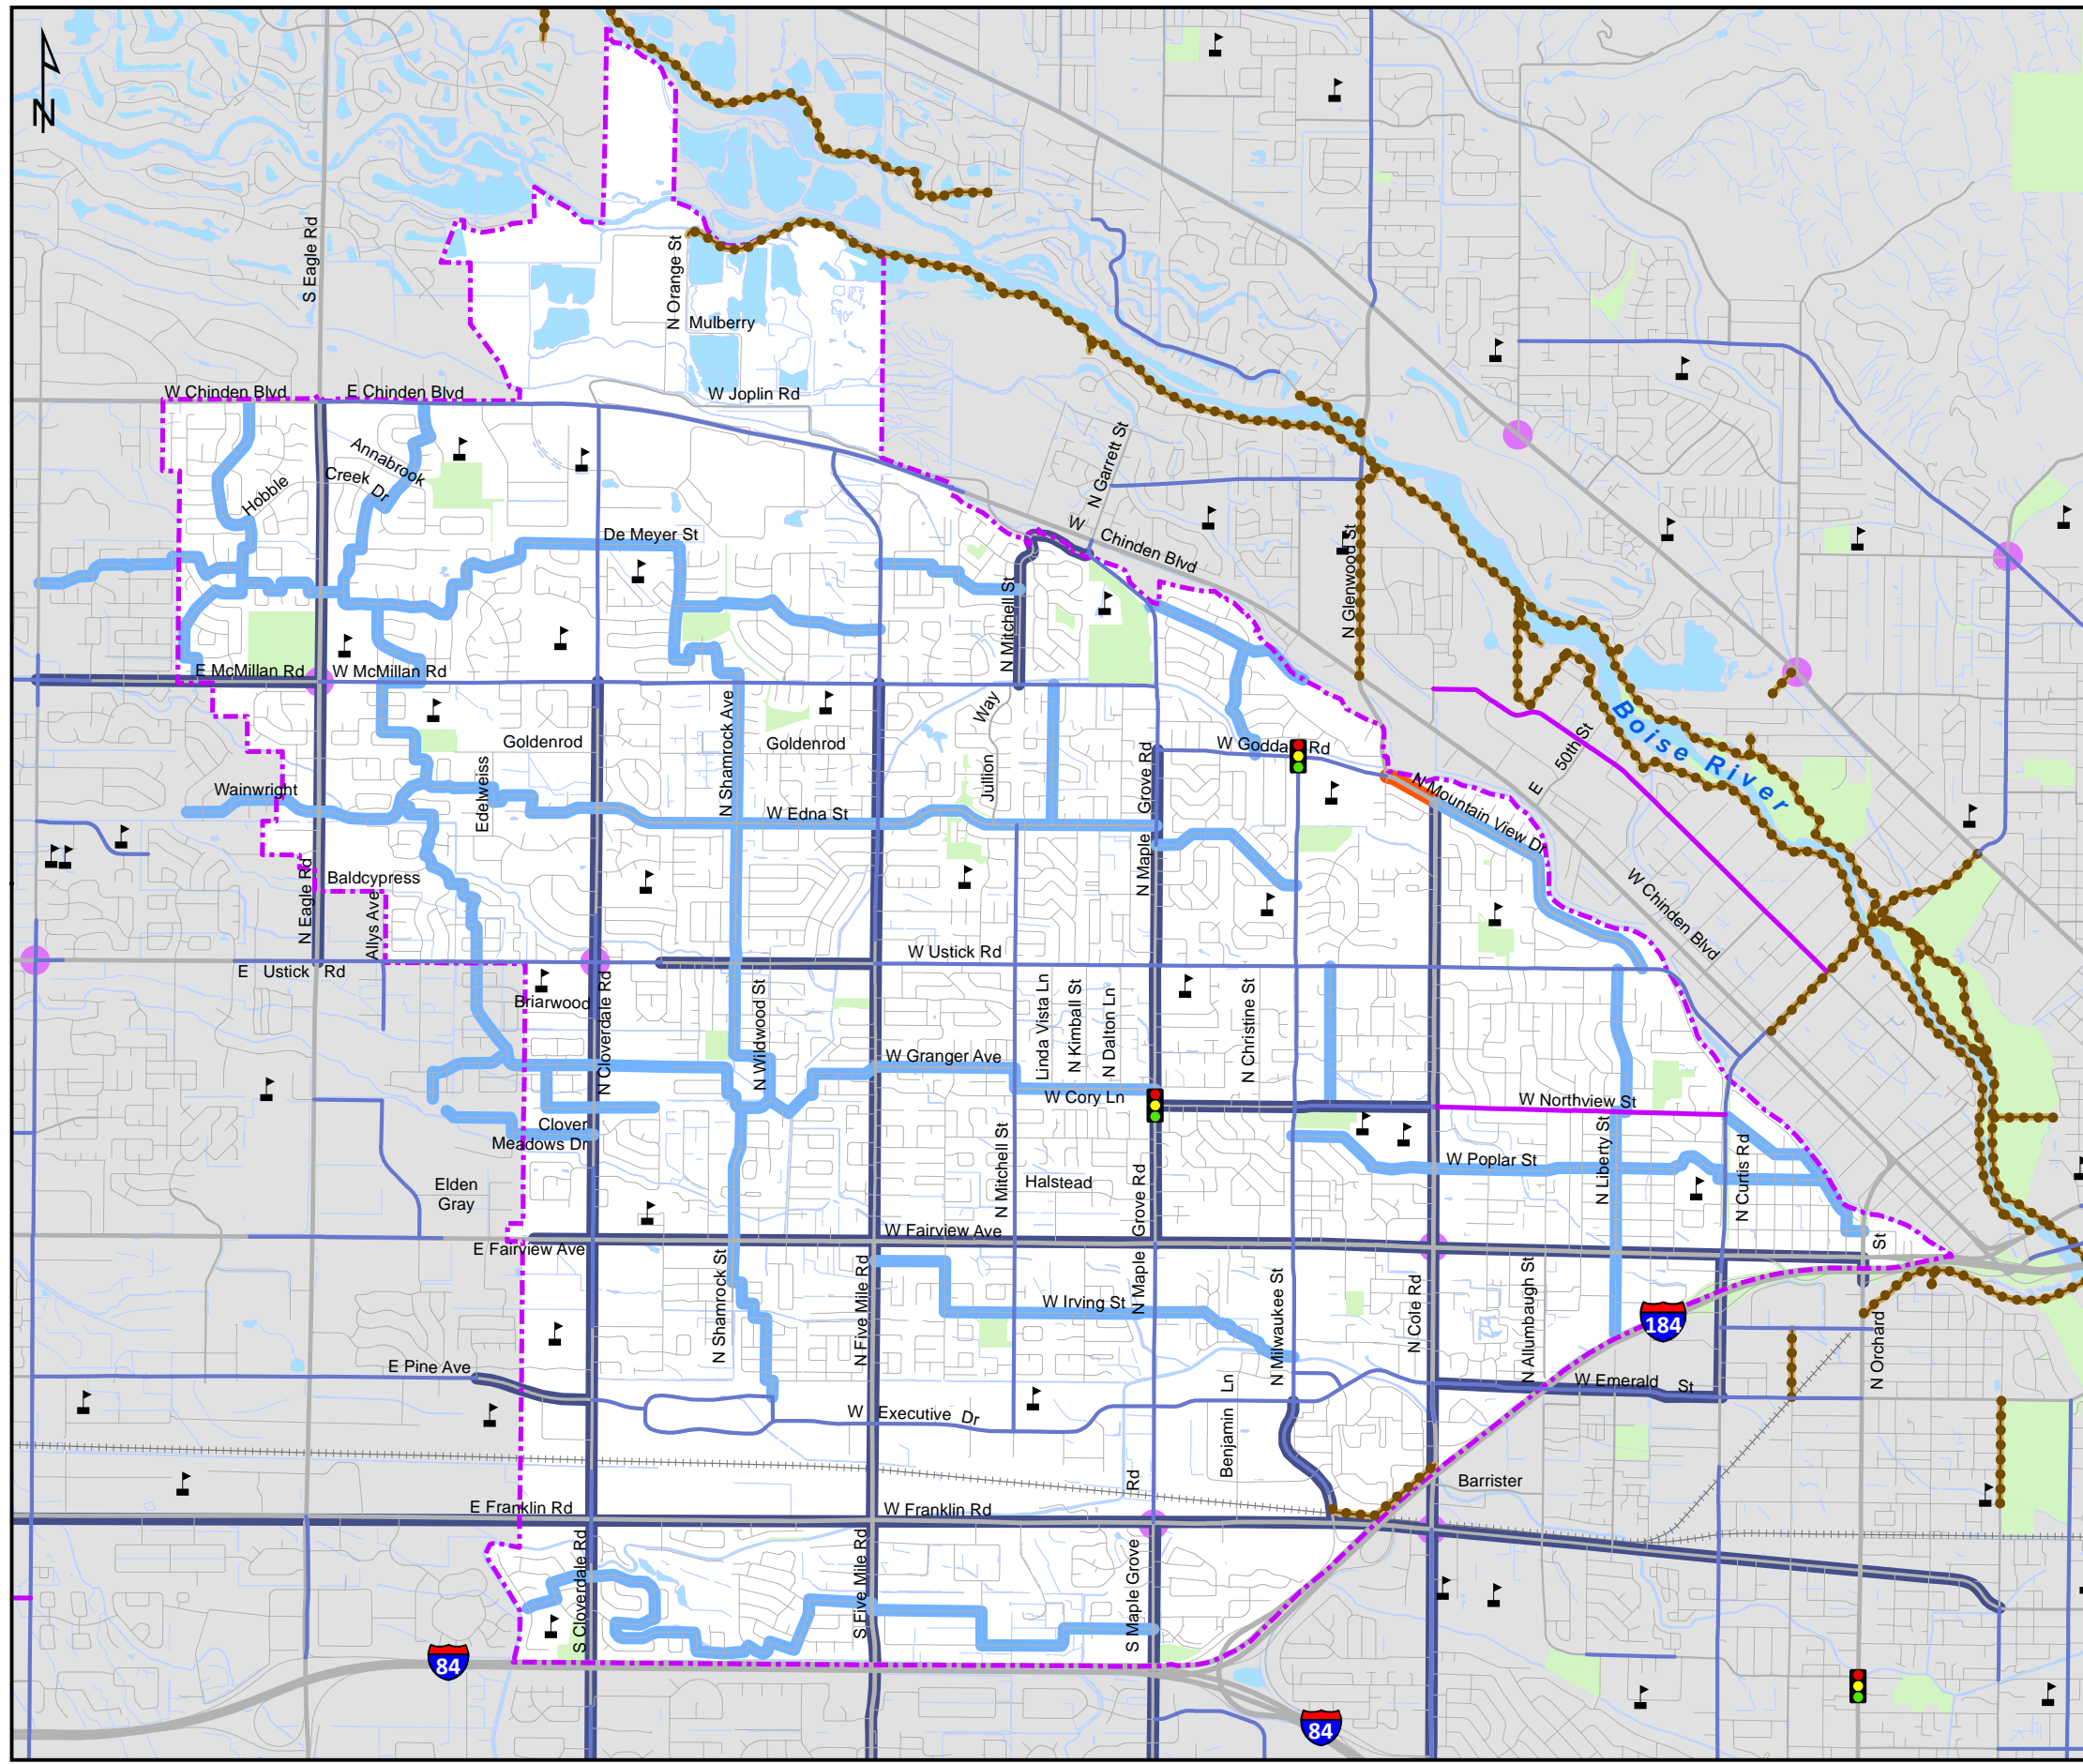 N
S Eagle Rd
N Orange St
Mulberry
W Chinden Blvd
E Chinden Blvd
W Joplin Rd
Annabrook
Creek Dr
Hobble
N Garrett St
W Chinden Blvd
De Meyer St
N Glenwood St
N Mitchell St
E McMillan Rd
W McMillan Rd
Way
Jullion
N Shamrock Ave
Goldenrod
Goldenrod
Boise River
W Godda
Rd
E 50th St
Wainwright
Edelweiss
W Edna St
N Maple Grove Rd
N Mountain View Dr
Baldcypress
N Eagle Rd
Allys Ave
W Chinden Blvd
W Ustick Rd
E Ustick Rd
Briarwood
N Cloverdale Rd
N Wildwood St
Linda Vista Ln
N Kimball St
N Dalton Ln
N Christine St
W Granger Ave
W Cory Ln
W Northview St
Clover
Meadows Dr
N Mitchell St
W Poplar St
N Liberty St
N Curtis Rd
Elden
Gray
Halstead
N Maple Grove Rd
W Fairview Ave
E Fairview Ave
N Shamrock St
N Five Mile Rd
W Irving St
N Milwaukee St
N Cole Rd
N Allumbaugh St
184
N Orchard St
E Pine Ave
W Emerald St
W Executive Dr
Benjamin Ln
Barrister
E Franklin Rd
W Franklin Rd
S Cloverdale Rd
S Five Mile Rd
S Maple Grove Rd
84
84